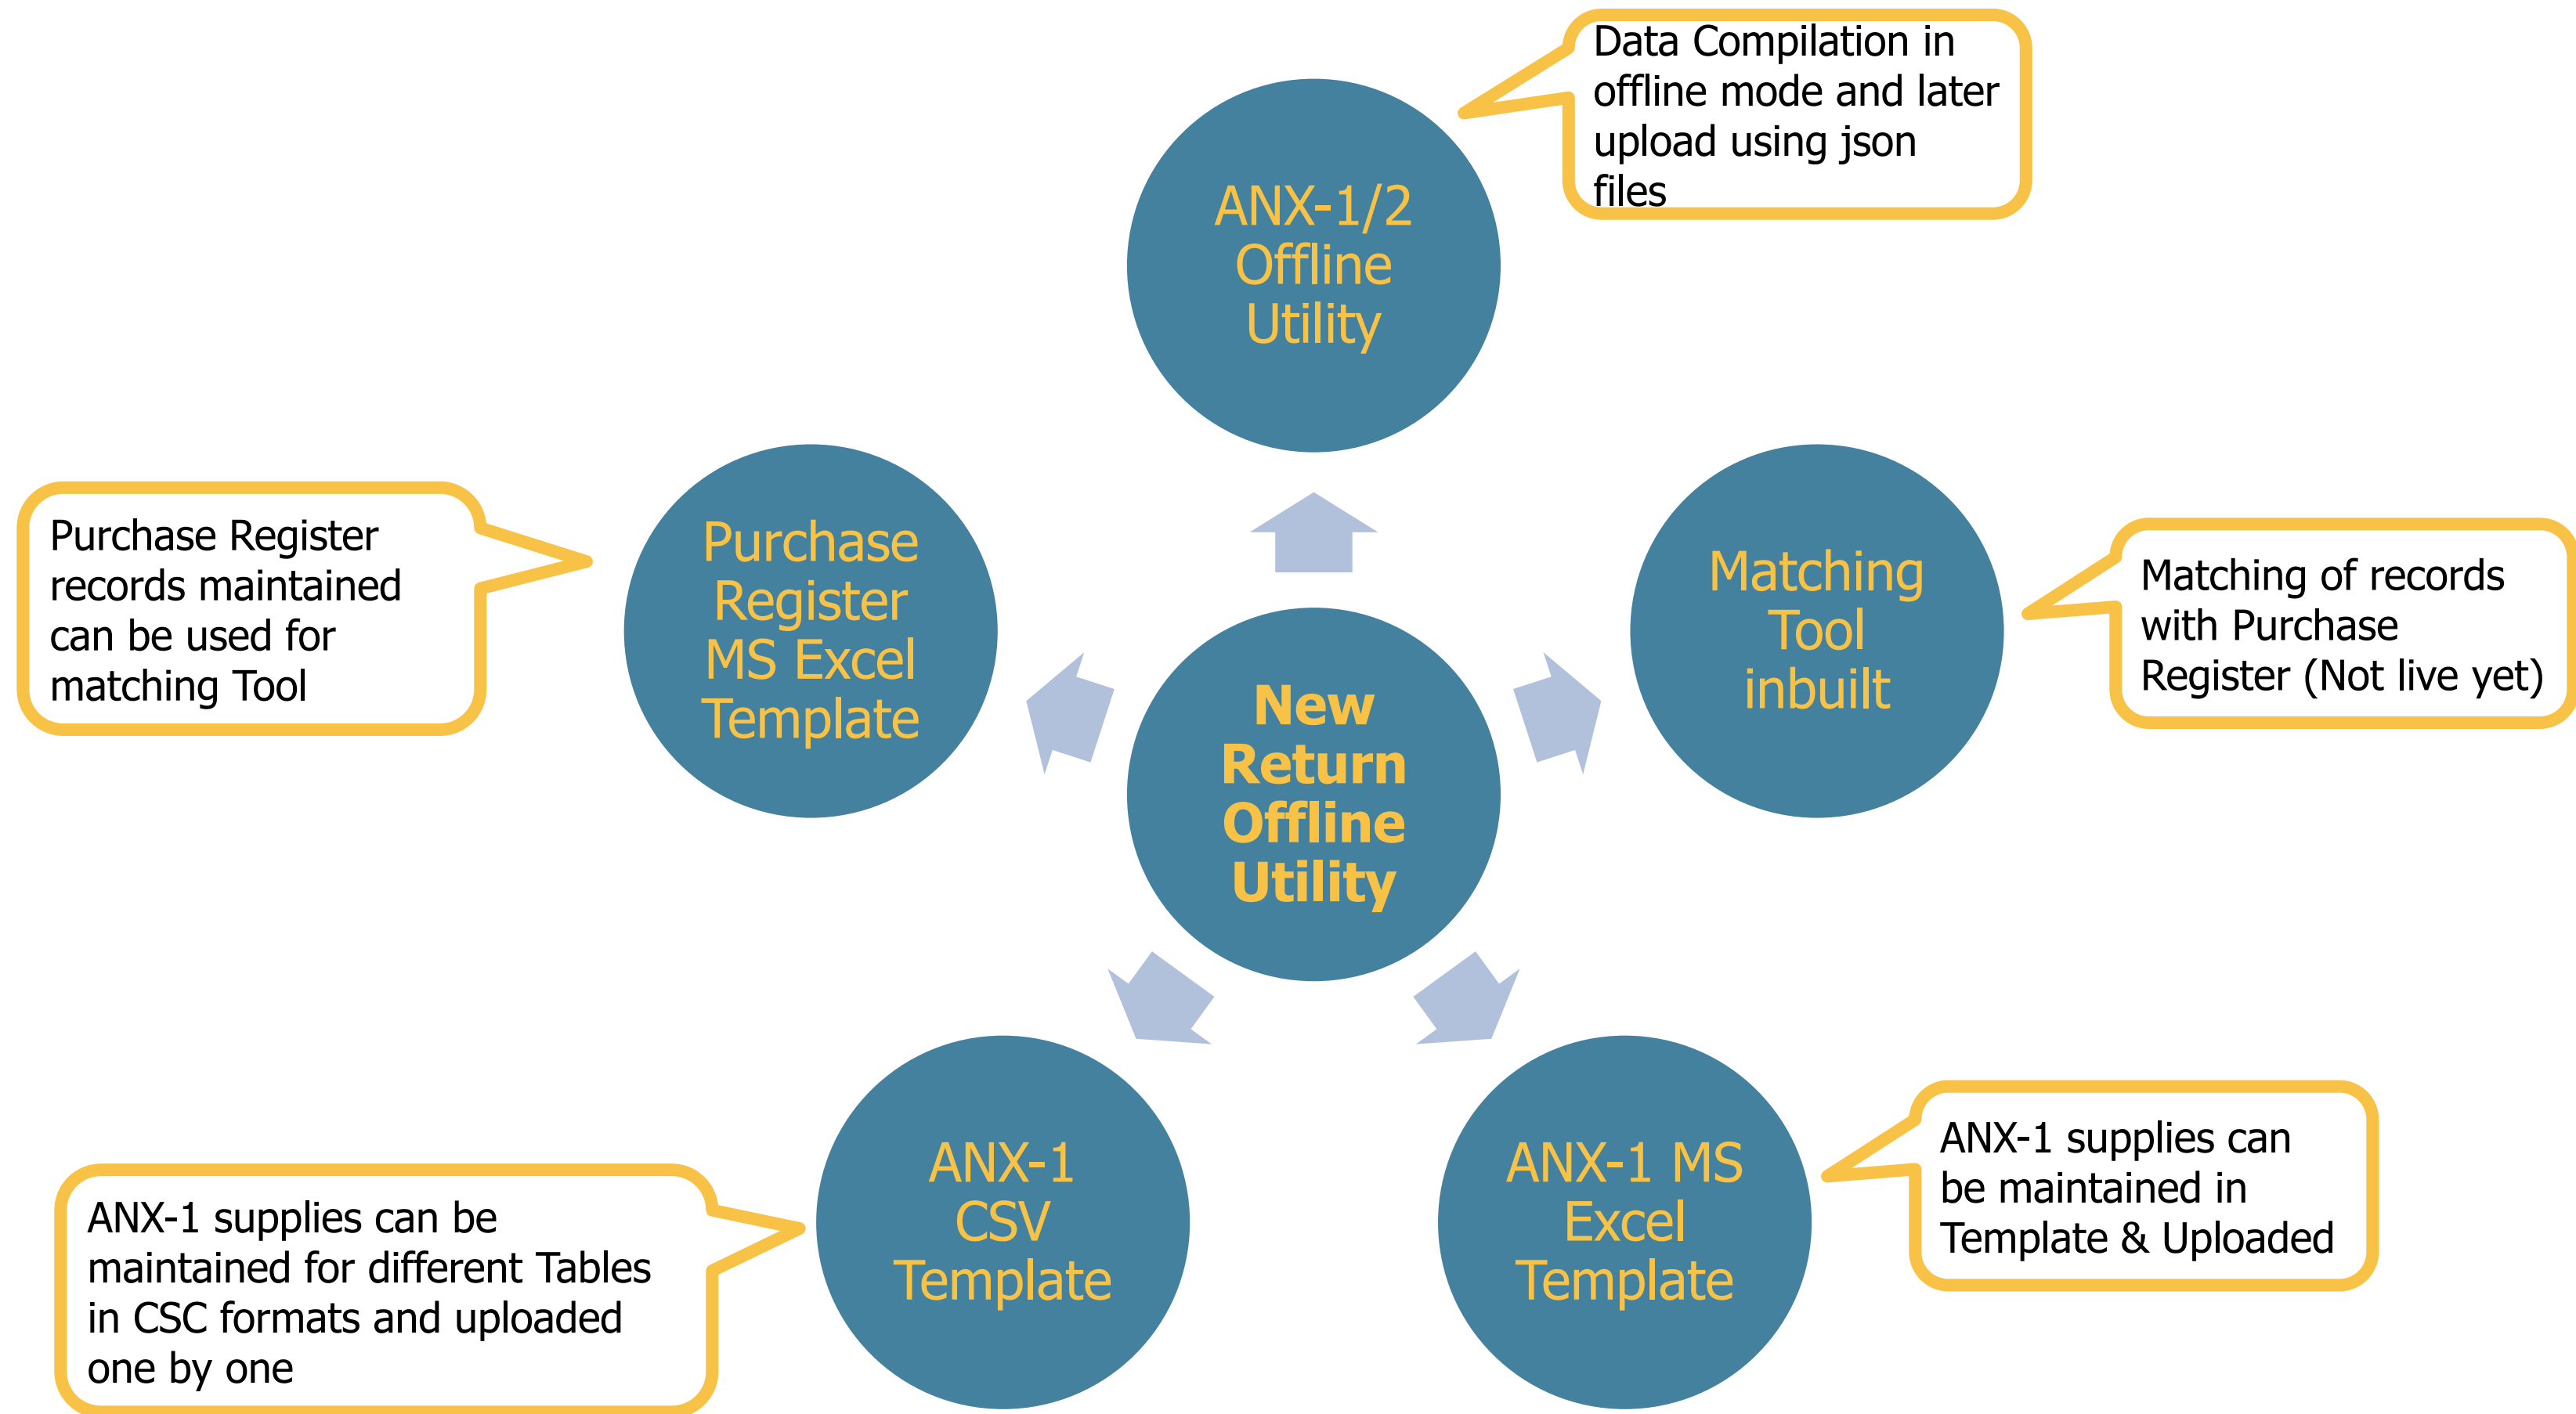 Data Compilation in
offline mode and later
upload using json
files
ANX-1/2
Offline
Utility
Purchase Register
records maintained
can be used for
matching Tool
Purchase
Register
MS Excel
Template
Matching
Tool
inbuilt
Matching of records
with Purchase
Register (Not live yet)
New
Return
Offline
Utility
ANX-1 supplies can be
maintained for different Tables
in CSC formats and uploaded
one by one
ANX-1
CSV
Template
ANX-1 MS
Excel
Template
ANX-1 supplies can
be maintained in
Template & Uploaded